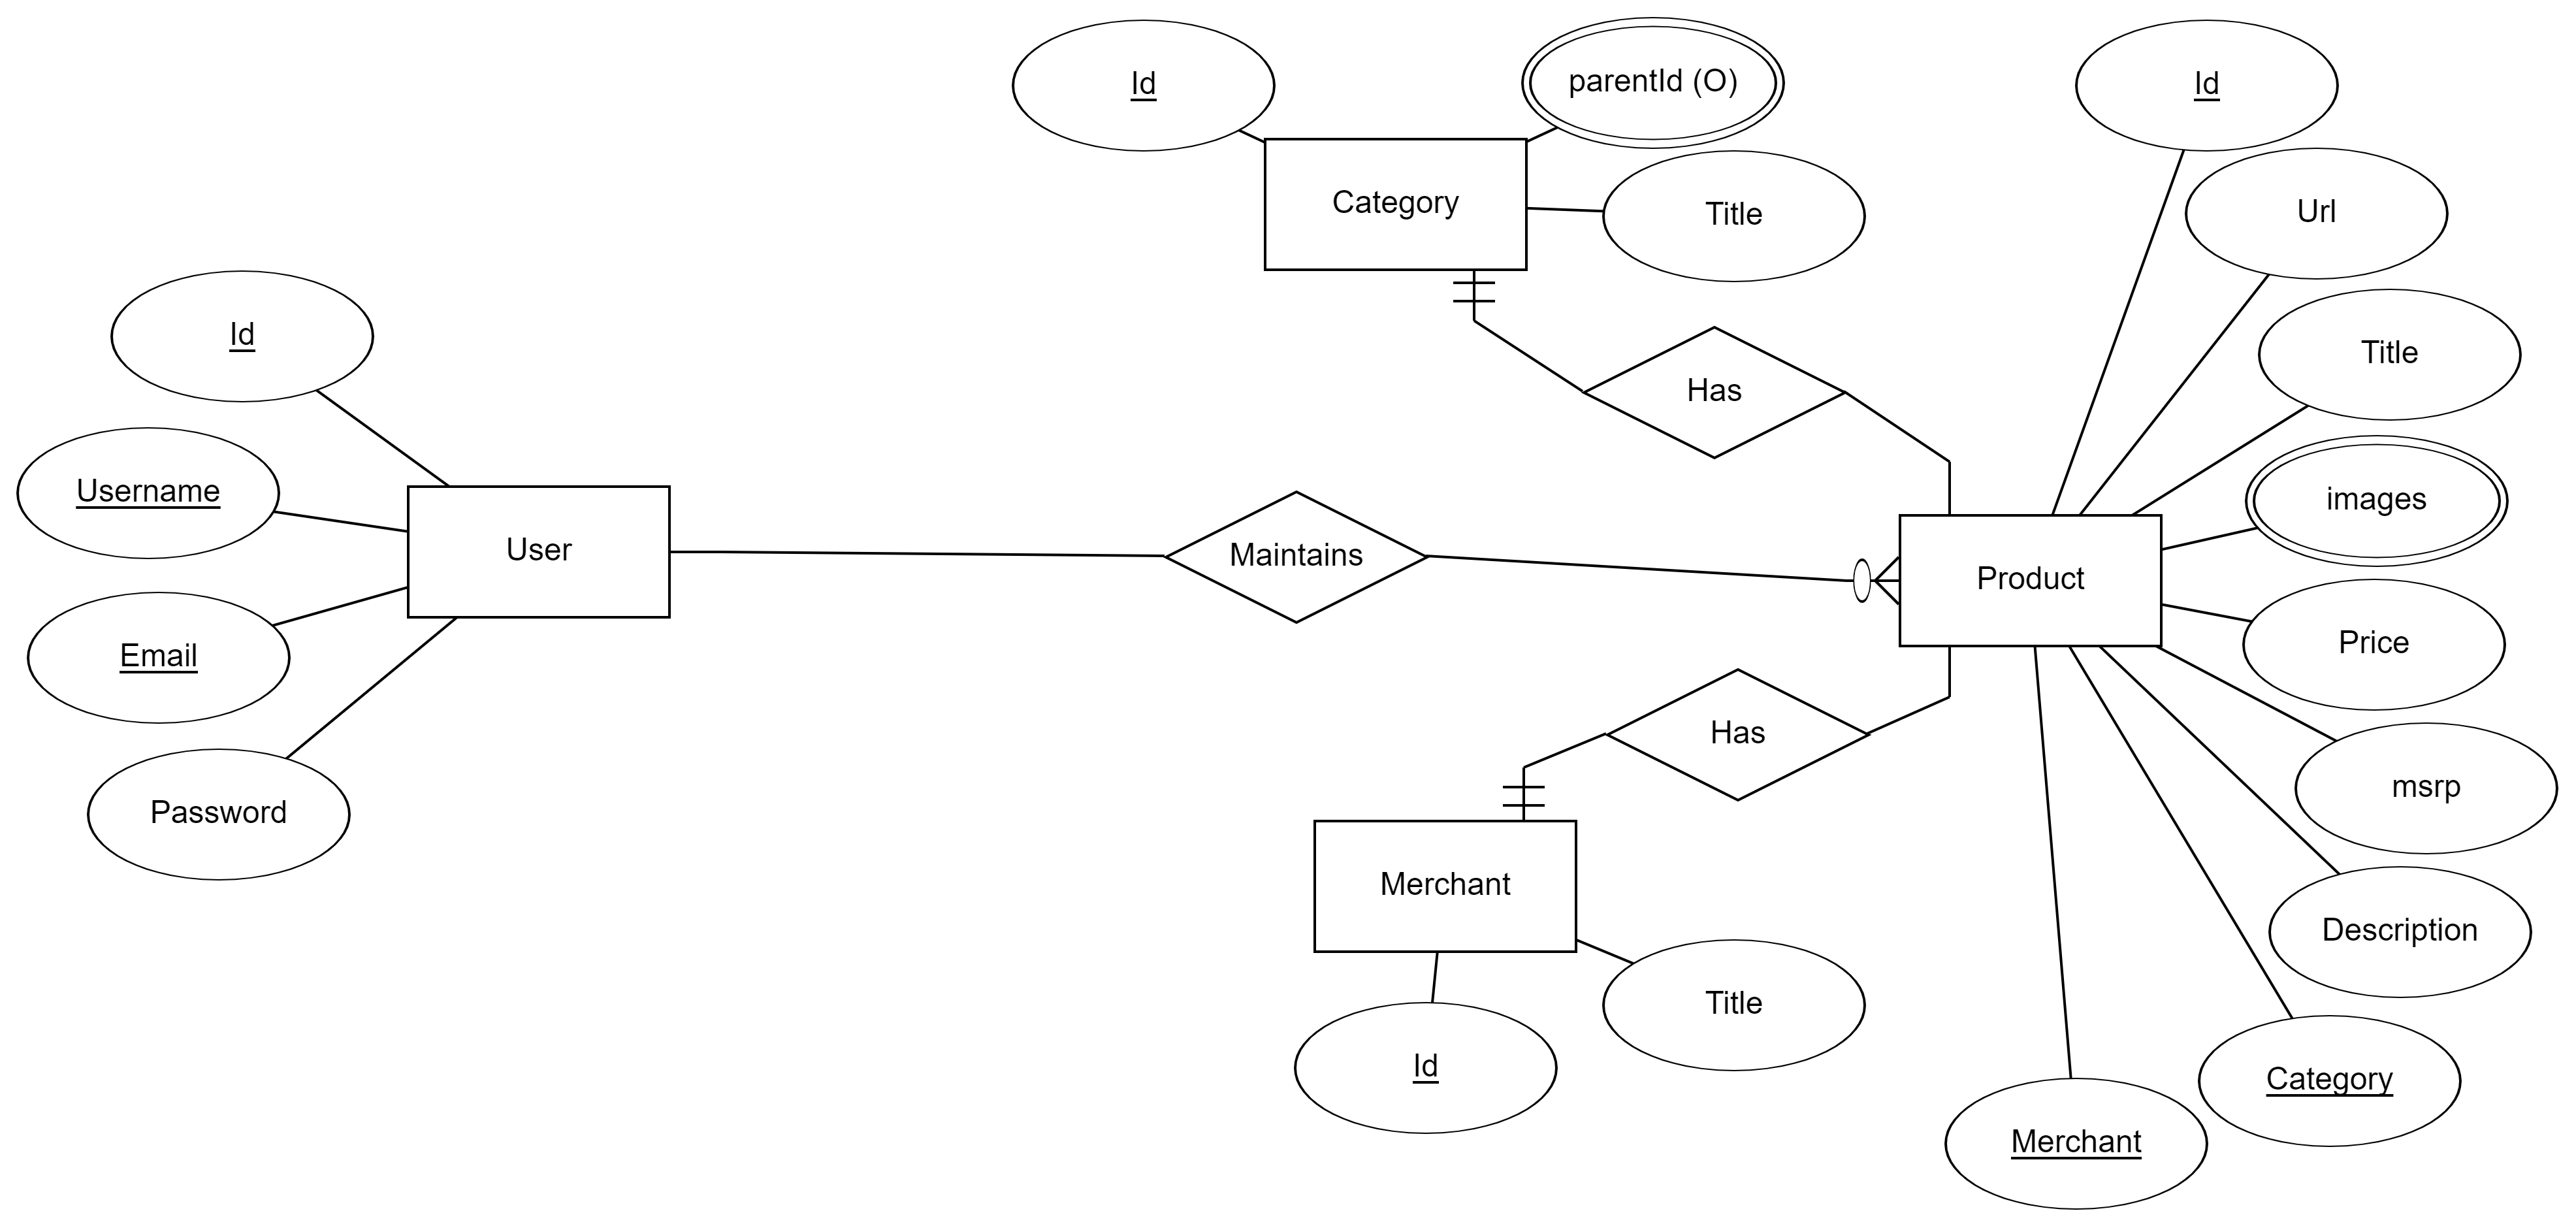 Id
parentId (O)
Id
Category
Title
Url
Id
Title
Has
Username
images
User
Maintains
Product
Email
Price
Has
Password
msrp
Merchant
Description
Title
Id
Category
Merchant